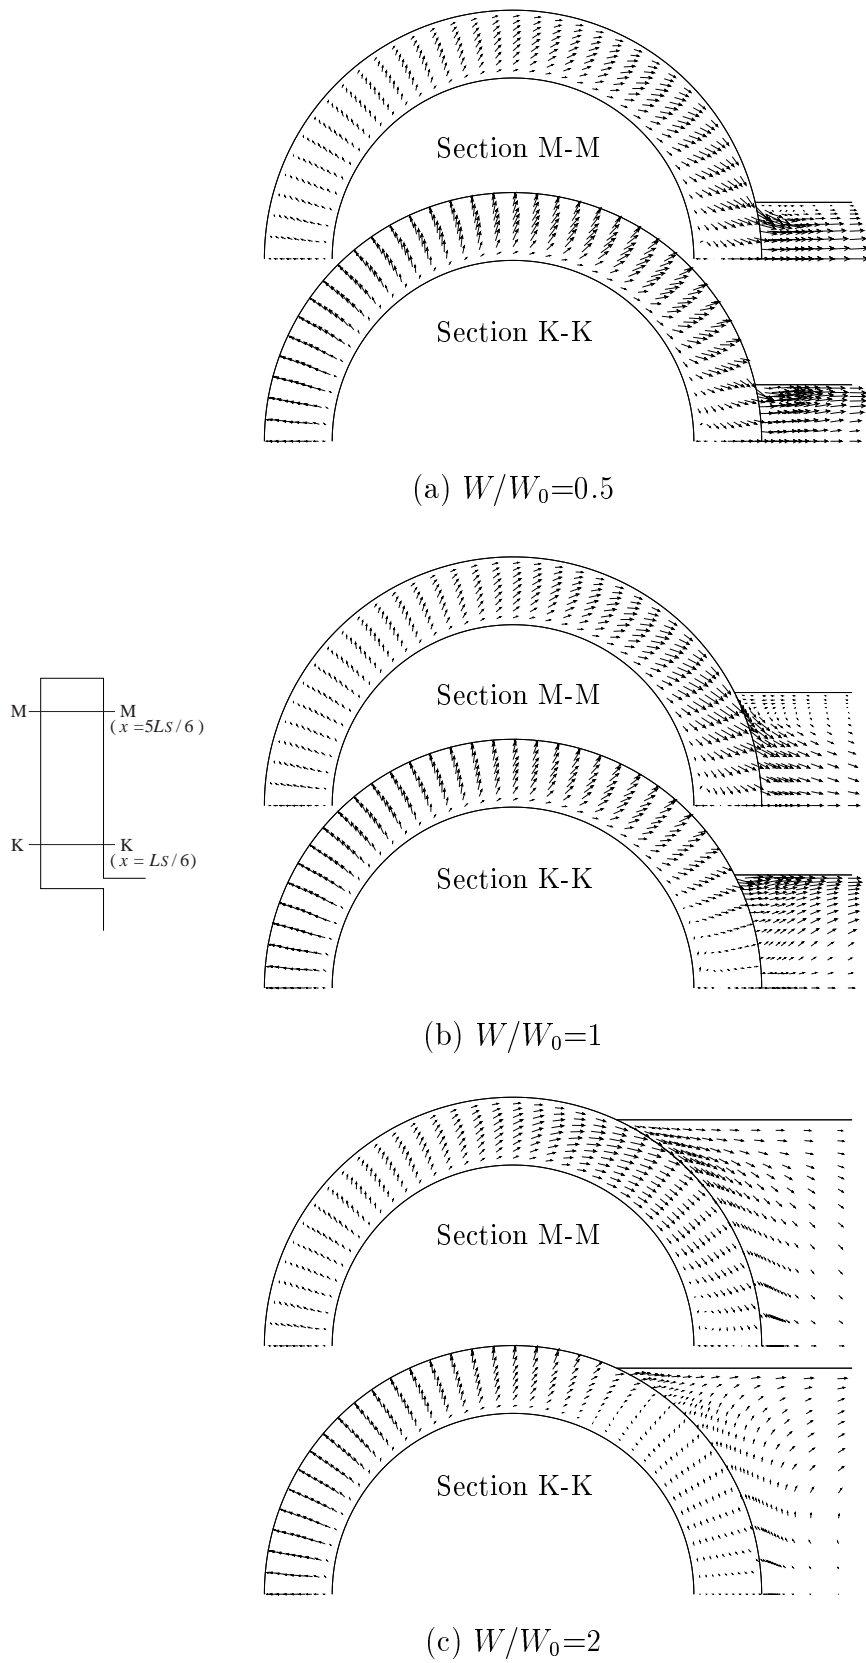 Section M-M
Section K-K
(a) W/W₀=0.5
M M
(x=5LS/6)
K K
(x=LS/6)
Section M-M
Section K-K
(b) W/W₀=1
Section M-M
Section K-K
(c) W/W₀=2